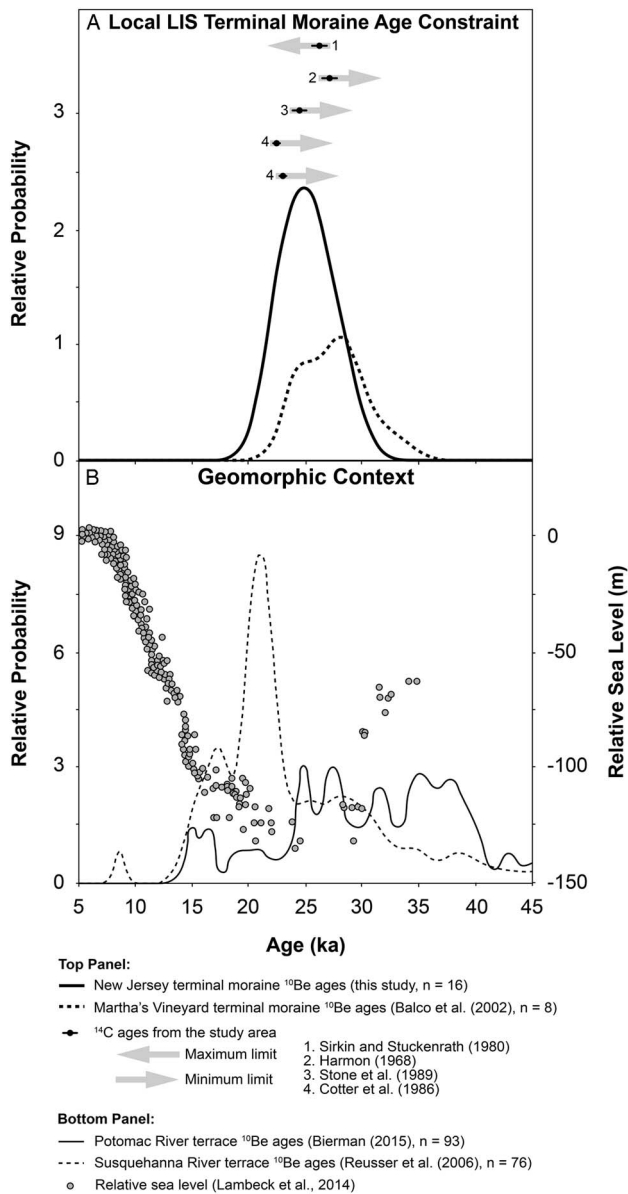 A Local LIS Terminal Moraine Age Constraint
1
2
3
4
4
3
2
1
0
Relative Probability
B Geomorphic Context
9
6
3
0
Relative Probability
0
-50
-100
-150
Relative Sea Level (m)
5 10 15 20 25 30 35 40 45
Age (ka)
Top Panel:
New Jersey terminal moraine ¹⁰Be ages (this study, n = 16)
Martha's Vineyard terminal moraine ¹⁰Be ages (Balco et al. (2002), n = 8)
¹⁴C ages from the study area
Maximum limit
Minimum limit
1. Sirkin and Stuckenrath (1980)
2. Harmon (1968)
3. Stone et al. (1989)
4. Cotter et al. (1986)
Bottom Panel:
Potomac River terrace ¹⁰Be ages (Bierman (2015), n = 93)
Susquehanna River terrace ¹⁰Be ages (Reusser et al. (2006), n = 76)
Relative sea level (Lambeck et al., 2014)